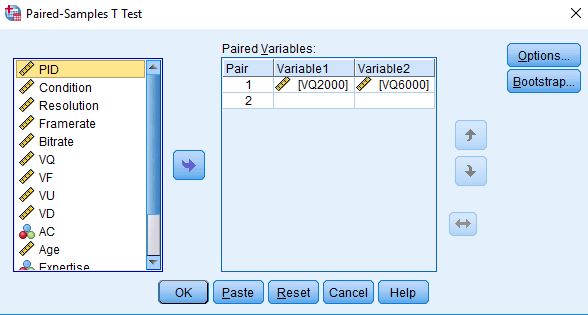 Paired-Samples T Test
Paired Variables:
PID
Condition
Resolution
Framerate
Bitrate
VQ
VF
VU
VD
AC
Age
Expertise
Pair Variable1 Variable2
1 [VQ2000] [VQ6000]
2
Options...
Bootstrap...
OK Paste Reset Cancel Help